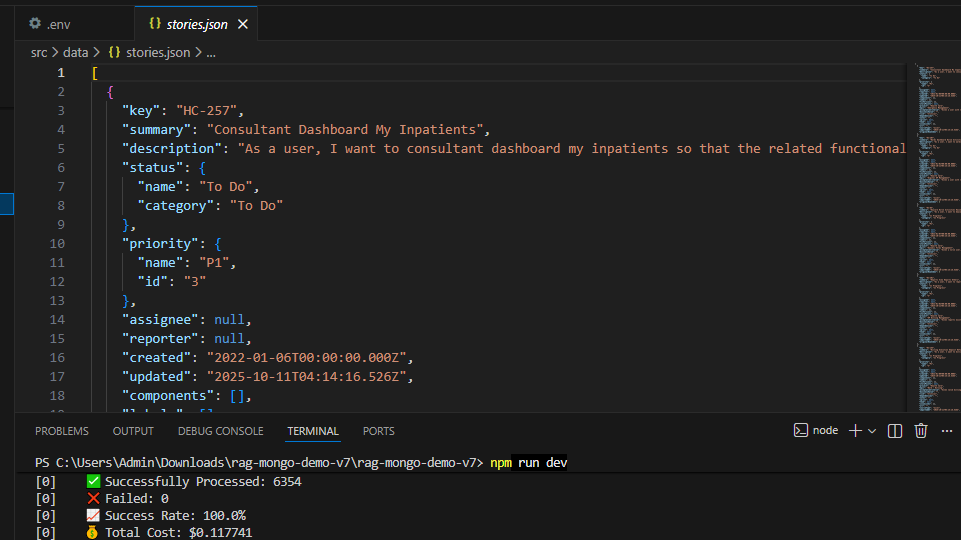 .env
{} stories.json ×
src > data > {} stories.json > ...
1 [
2 {
3 "key": "HC-257",
4 "summary": "Consultant Dashboard My Inpatients",
5 "description": "As a user, I want to consultant dashboard my inpatients so that the related functional
6 "status": {
7 "name": "To Do",
8 "category": "To Do"
9 },
10 "priority": {
11 "name": "P1",
12 "id": "3"
13 },
14 "assignee": null,
15 "reporter": null,
16 "created": "2022-01-06T00:00:00.000Z",
17 "updated": "2025-10-11T04:14:16.526Z",
18 "components": [],
PROBLEMS OUTPUT DEBUG CONSOLE TERMINAL PORTS node
PS C:\Users\Admin\Downloads\rag-mongo-demo-v7\rag-mongo-demo-v7> npm run dev
[0] ✅ Successfully Processed: 6354
[0] ❌ Failed: 0
[0] 📈 Success Rate: 100.0%
[0] 💰 Total Cost: $0.117741